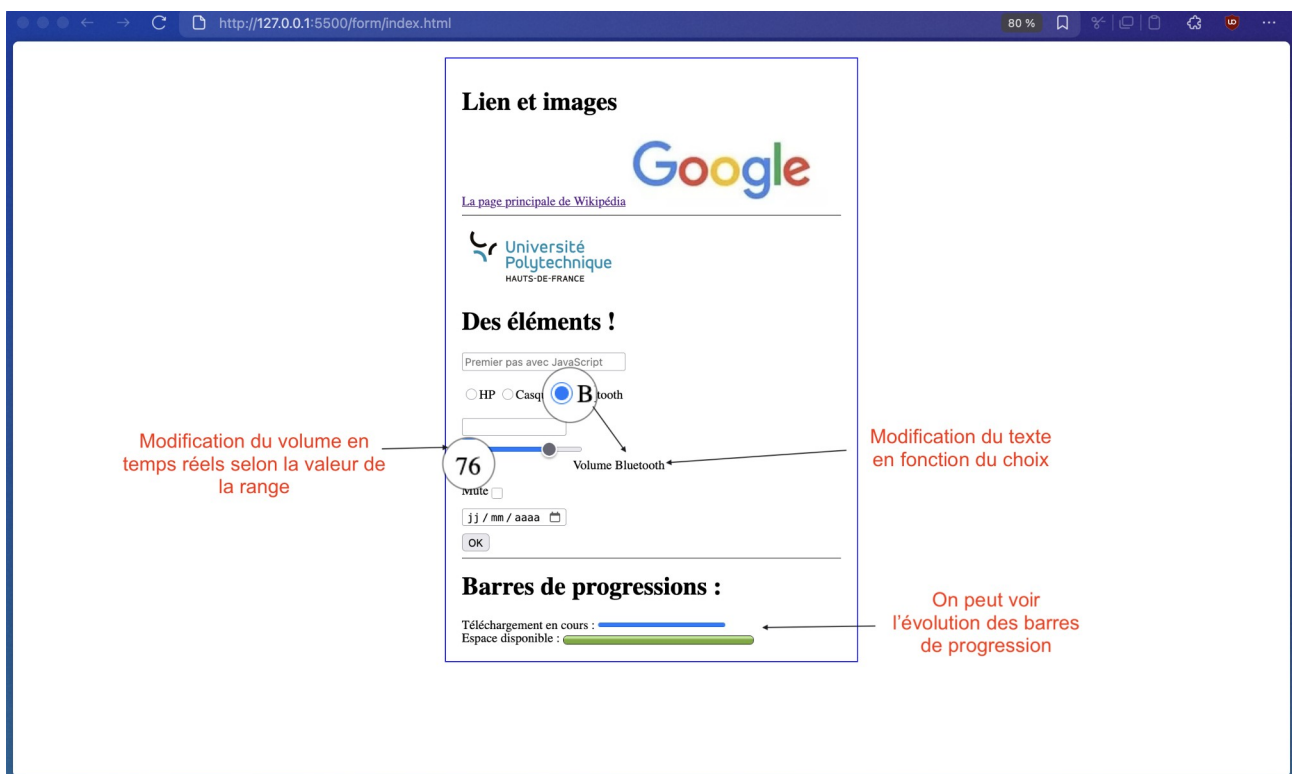 http://127.0.0.1:5500/form/index.html
80 %
Lien et images
Google
La page principale de Wikipédia
Université
Polytechnique
HAUTS-DE-FRANCE
Des éléments !
Premier pas avec JavaScript
HP Casq B tooth
Modification du volume en
temps réels selon la valeur de
la range
76
Volume Bluetooth
Modification du texte
en fonction du choix
Mute
jj / mm / aaaa
OK
Barres de progressions :
Téléchargement en cours :
Espace disponible :
On peut voir
l'évolution des barres
de progression